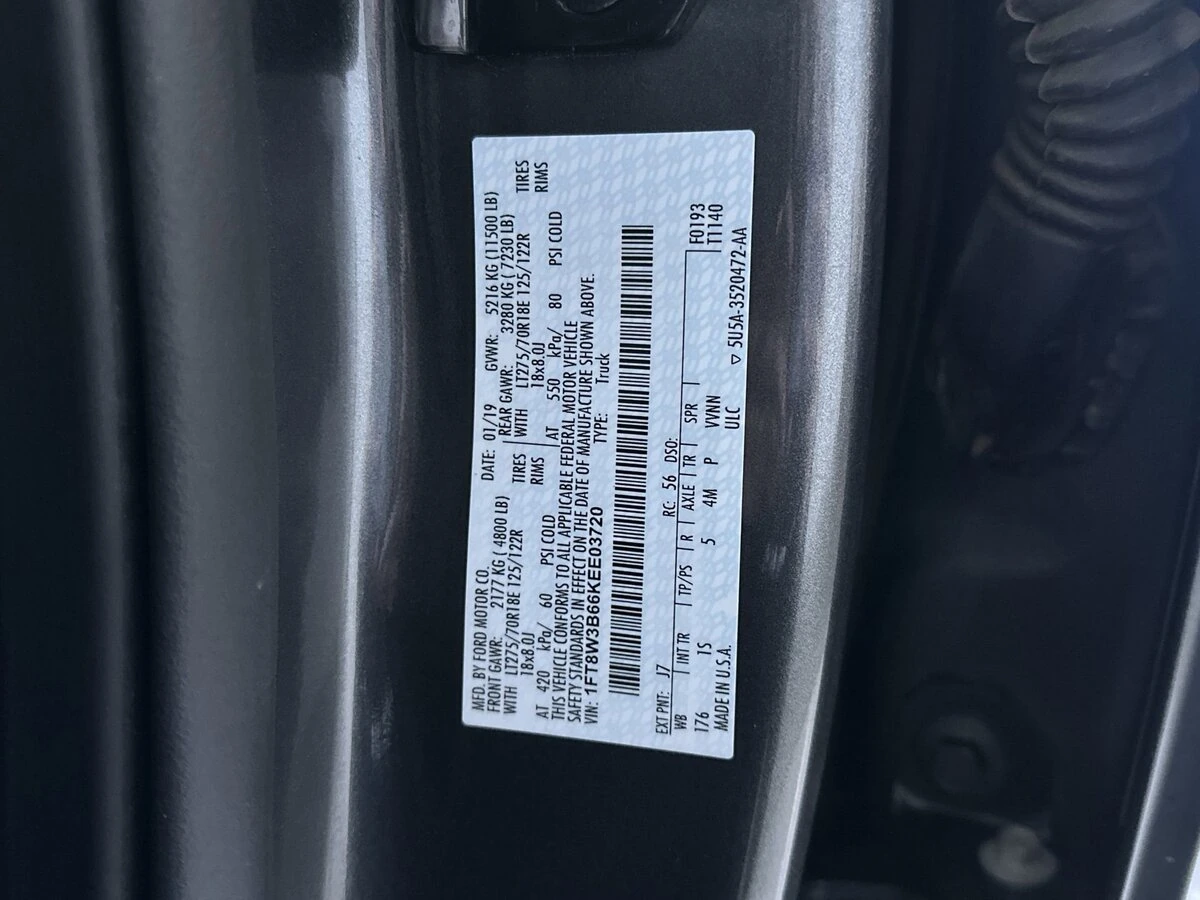 MFD. BY FORD MOTOR CO.
DATE: 01/19 GVWR: 5216 KG (11500 LB)
FRONT GAWR: 2177 KG ( 4800 LB) REAR GAWR: 3280 KG ( 7230 LB)
WITH LT275/70R18E 125/122R TIRES WITH LT275/70R18E 125/122R TIRES
18x8.0J RIMS 18x8.0J RIMS
AT 420 kPa/ 60 PSI COLD AT 550 kPa/ 80 PSI COLD
THIS VEHICLE CONFORMS TO ALL APPLICABLE FEDERAL MOTOR VEHICLE
SAFETY STANDARDS IN EFFECT ON THE DATE OF MANUFACTURE SHOWN ABOVE.
VIN: 1FT8W3B66KEE03720 TYPE: Truck
EXT PNT: J7 RC: 56 DSO:
WB INT TR TP/PS R AXLE TR SPR F0193
176 1S 5 4M P VVNN T1140
MADE IN U.S.A. ULC ▽ 5U5A-3520472-AA